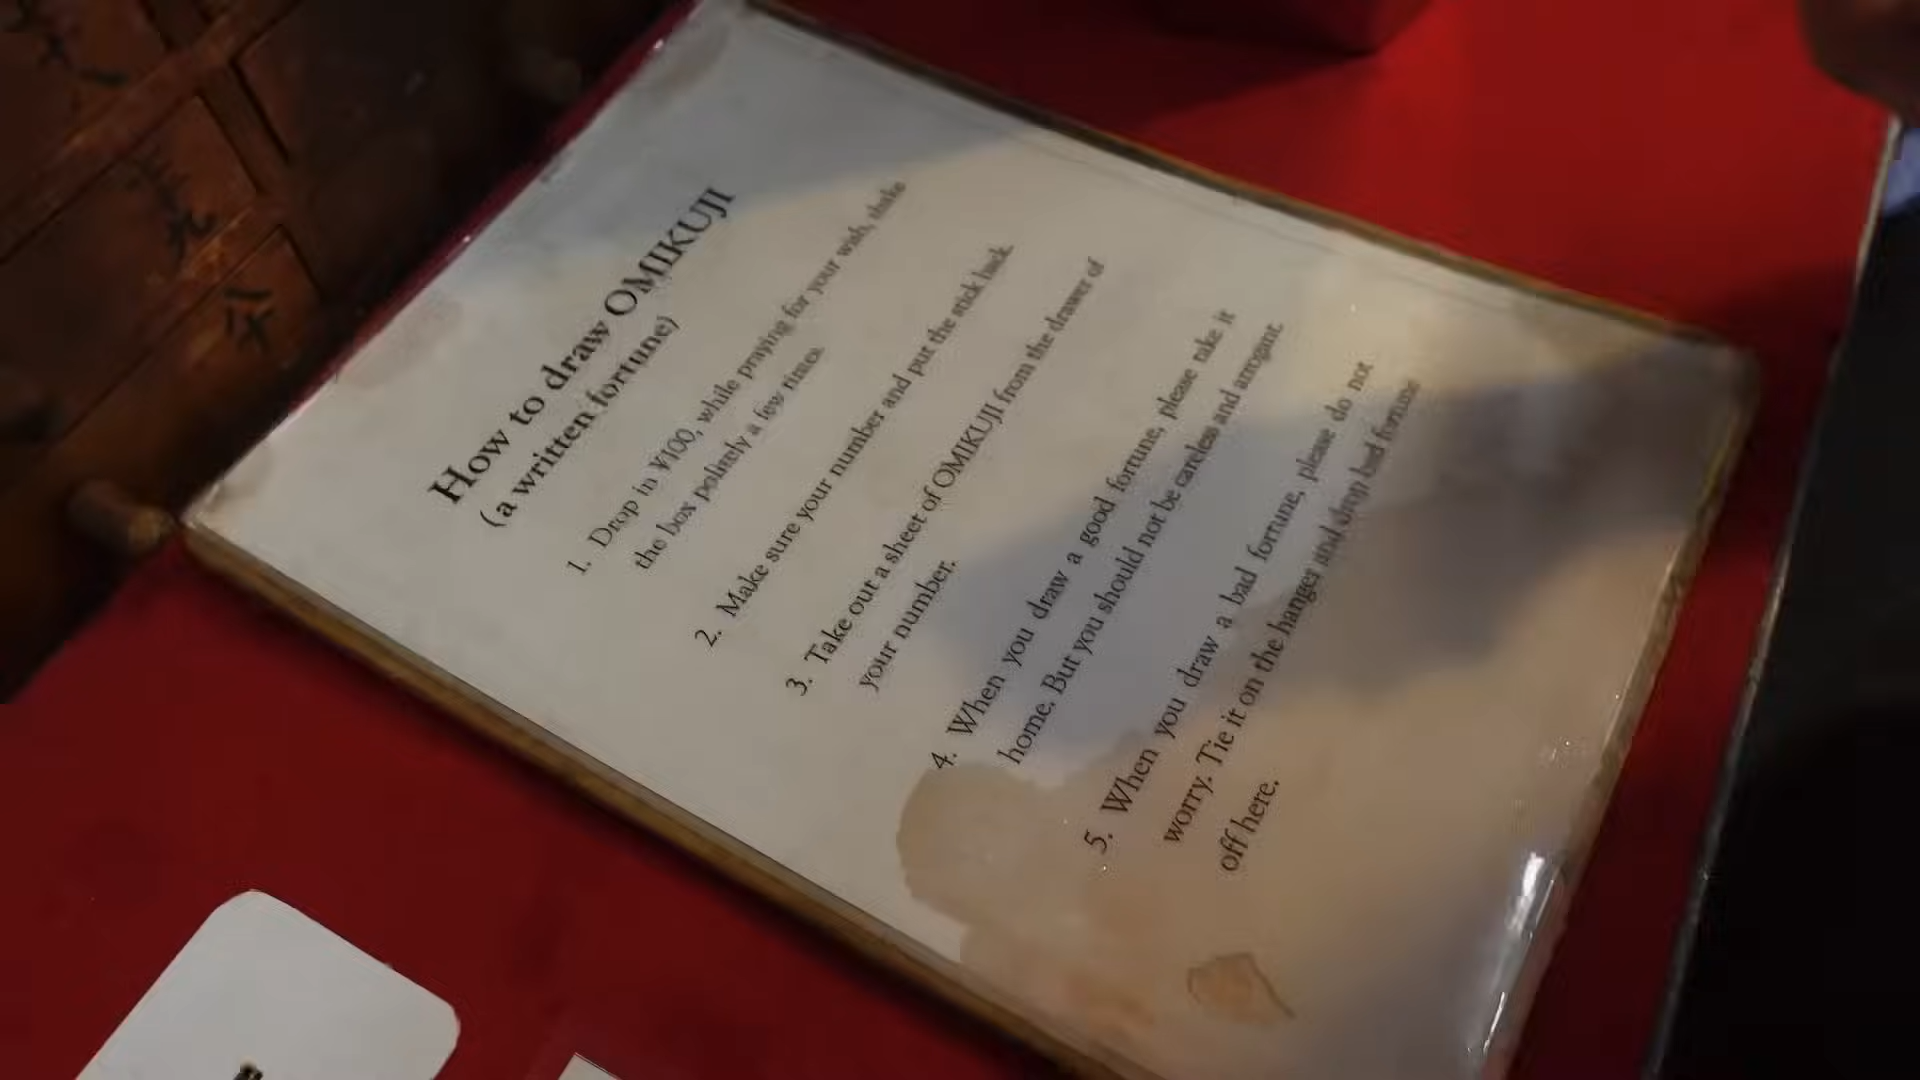 How to draw OMIKUJI
(a written fortune)
1. Drop in ¥100, while praying for your wish, shake
the box politely a few times.
2. Make sure your number and put the stick back.
3. Take out a sheet of OMIKUJI from the drawer of
your number.
4. When you draw a good fortune, please take it
home. But you should not be careless and arrogant.
5. When you draw a bad fortune, please do not
worry. Tie it on the hanger and drop bad fortune
off here.